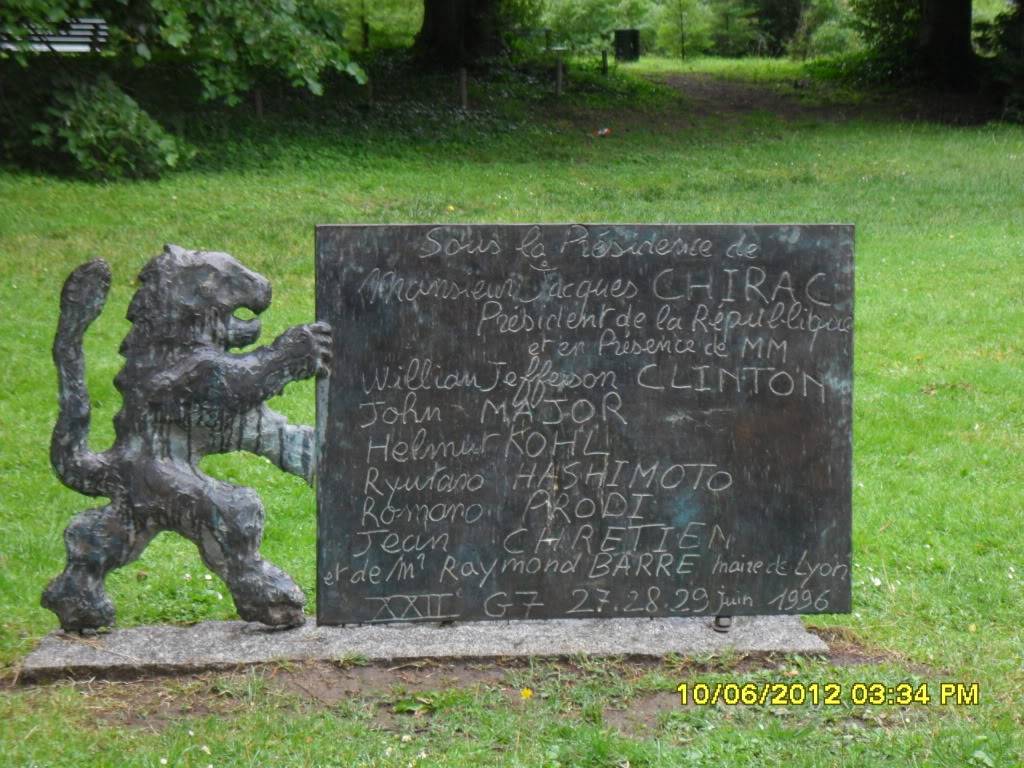 Sous la Présidence de
Monsieur Jacques CHIRAC
Président de la République
et en Présence de MM
William Jefferson CLINTON
John MAJOR
Helmut KOHL
Ryutaro HASHIMOTO
Romano PRODI
Jean CHRETIEN
et de Mr Raymond BARRE maire de Lyon
XXII G7 27.28.29 juin 1996
10/06/2012 03:34 PM